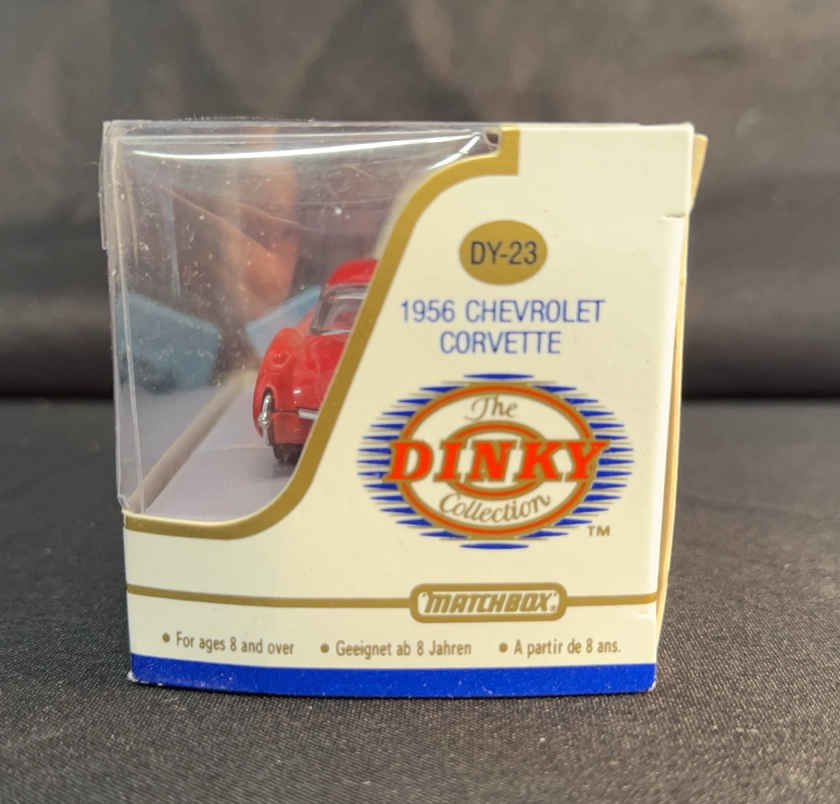 DY-23
1956 CHEVROLET
CORVETTE
The
DINKY
Collection
TM
MATCHBOX®
• For ages 8 and over • Geeignet ab 8 Jahren • A partir de 8 ans.